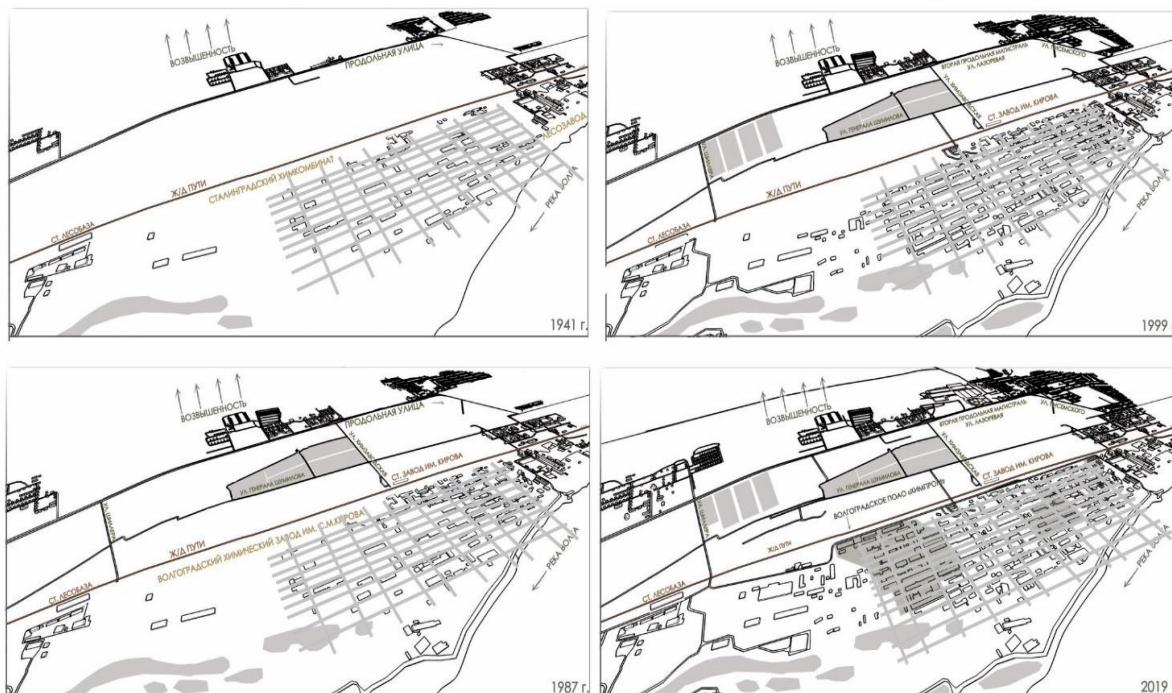 ВОЗВЫШЕННОСТЬ
ПРОДОЛЬНАЯ УЛИЦА
ЛЕСОЗАВОД
СТАЛИНГРАДСКИЙ ХИМКОМБИНАТ
Ж/Д ПУТИ
РЕКА ВОЛГА
СТ. ЛЕСОБАЗА
1941 г.
ВОЗВЫШЕННОСТЬ
ВТОРАЯ ПРОДОЛЬНАЯ МАГИСТРАЛЬ
УЛ. ЛАЗОРЕВАЯ
СТ. ЗАВОД ИМ. КИРОВА
УЛ. ГЕНЕРАЛА ШУМИЛОВА
Ж/Д ПУТИ
РЕКА ВОЛГА
СТ. ЛЕСОБАЗА
1999 г
ВОЗВЫШЕННОСТЬ
ПРОДОЛЬНАЯ УЛИЦА
СТ. ЗАВОД ИМ. КИРОВА
УЛ. ГЕНЕРАЛА ШУМИЛОВА
Ж/Д ПУТИ
ВОЛГОГРАДСКИЙ ХИМИЧЕСКИЙ ЗАВОД ИМ. С.М.КИРОВА
РЕКА ВОЛГА
СТ. ЛЕСОБАЗА
1987 г.
ВОЗВЫШЕННОСТЬ
ВТОРАЯ ПРОДОЛЬНАЯ МАГИСТРАЛЬ
УЛ. ЛАЗОРЕВАЯ
СТ. ЗАВОД ИМ. КИРОВА
УЛ. ГЕНЕРАЛА ШУМИЛОВА
ВОЛГОГРАДСКОЕ ПОАО «ХИМПРОМ»
Ж/Д ПУТИ
РЕКА ВОЛГА
СТ. ЛЕСОБАЗА
2019